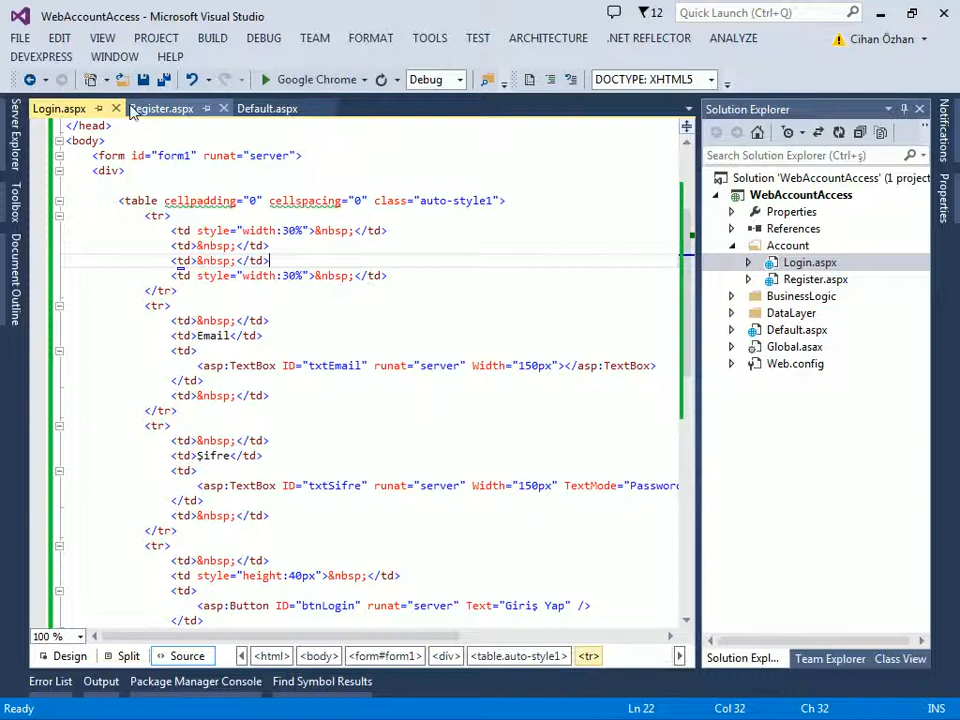 WebAccountAccess - Microsoft Visual Studio
12
Quick Launch (Ctrl+Q)
FILE EDIT VIEW PROJECT BUILD DEBUG TEAM FORMAT TOOLS TEST ARCHITECTURE .NET REFLECTOR ANALYZE
Cihan Özhan
DEVEXPRESS WINDOW HELP
Google Chrome Debug DOCTYPE: XHTML5
Login.aspx Register.aspx Default.aspx
</head>
<body>
<form id="form1" runat="server">
<div>
<table cellpadding="0" cellspacing="0" class="auto-style1">
<tr>
<td style="width:30%">&nbsp;</td>
<td>&nbsp;</td>
<td>&nbsp;</td>
<td style="width:30%">&nbsp;</td>
</tr>
<tr>
<td>&nbsp;</td>
<td>Email</td>
<td>
<asp:TextBox ID="txtEmail" runat="server" Width="150px"></asp:TextBox>
</td>
<td>&nbsp;</td>
</tr>
<tr>
<td>&nbsp;</td>
<td>Şifre</td>
<td>
<asp:TextBox ID="txtSifre" runat="server" Width="150px" TextMode="Password
</td>
<td>&nbsp;</td>
</tr>
<tr>
<td>&nbsp;</td>
<td style="height:40px">&nbsp;</td>
<td>
<asp:Button ID="btnLogin" runat="server" Text="Giriş Yap" />
</td>
100 %
Design Split Source <html> <body> <form#form1> <div> <table.auto-style1> <tr>
Error List Output Package Manager Console Find Symbol Results
Ready Ln 22 Col 32 Ch 32 INS
Server Explorer
Toolbox
Document Outline
Solution Explorer
Search Solution Explorer (Ctrl+ş)
Solution 'WebAccountAccess' (1 projec
WebAccountAccess
Properties
References
Account
Login.aspx
Register.aspx
BusinessLogic
DataLayer
Default.aspx
Global.asax
Web.config
Solution Expl... Team Explorer Class View
Notifications
Properties